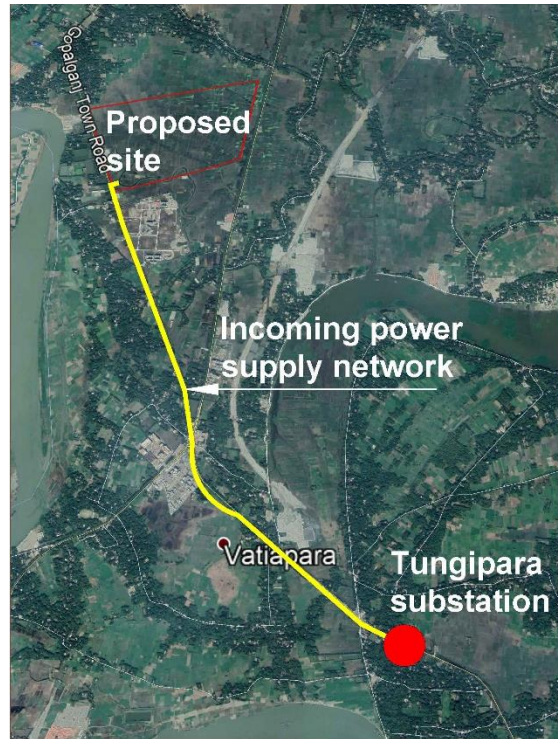 Gopalganj Town Road
Proposed
site
Incoming power
supply network
Vatiapara
Tungipara
substation